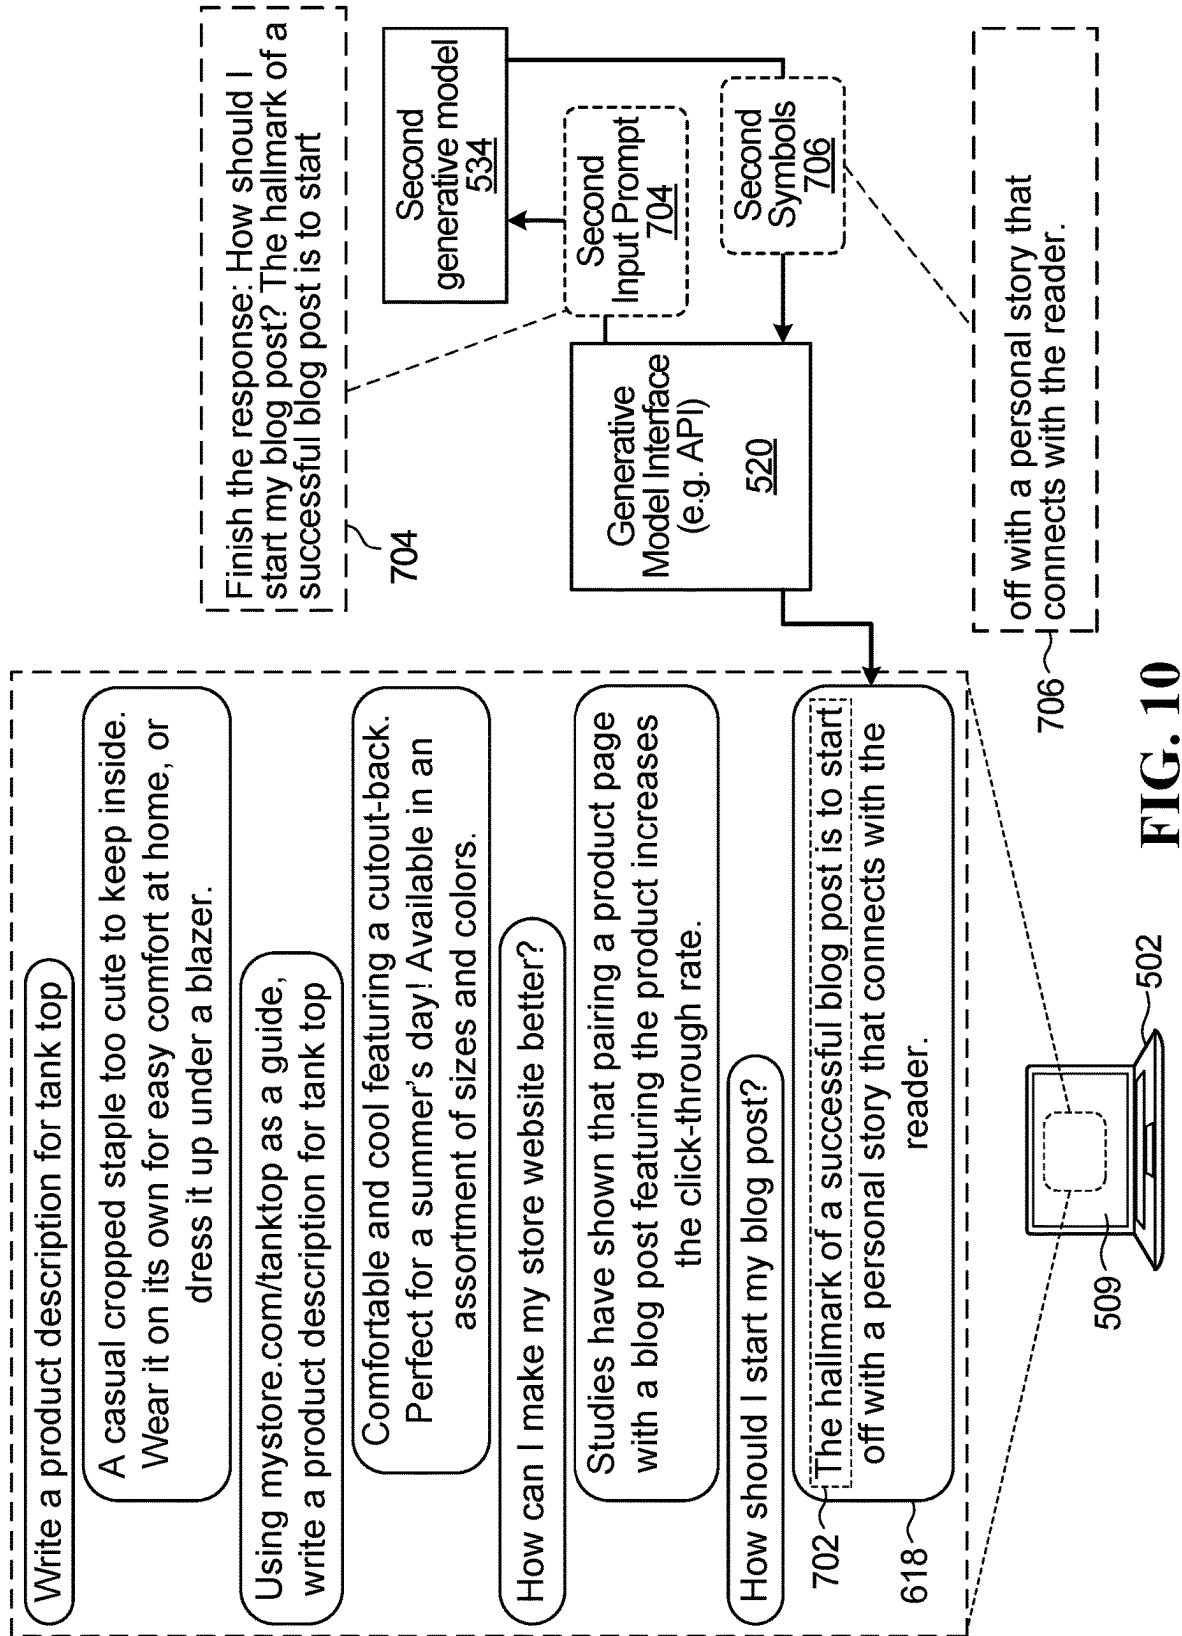 Write a product description for tank top
A casual cropped staple too cute to keep inside.
Wear it on its own for easy comfort at home, or
dress it up under a blazer.
Using mystore.com/tanktop as a guide,
write a product description for tank top
Comfortable and cool featuring a cutout-back.
Perfect for a summer's day! Available in an
assortment of sizes and colors.
How can I make my store website better?
Studies have shown that pairing a product page
with a blog post featuring the product increases
the click-through rate.
How should I start my blog post?
702
The hallmark of a successful blog post is to start
off with a personal story that connects with the
reader.
618
509
502
Finish the response: How should I
start my blog post? The hallmark of a
successful blog post is to start
704
Second
generative model
534
Second
Input Prompt
704
Second
Symbols
706
Generative
Model Interface
(e.g. API)
520
off with a personal story that
connects with the reader.
706
FIG. 10